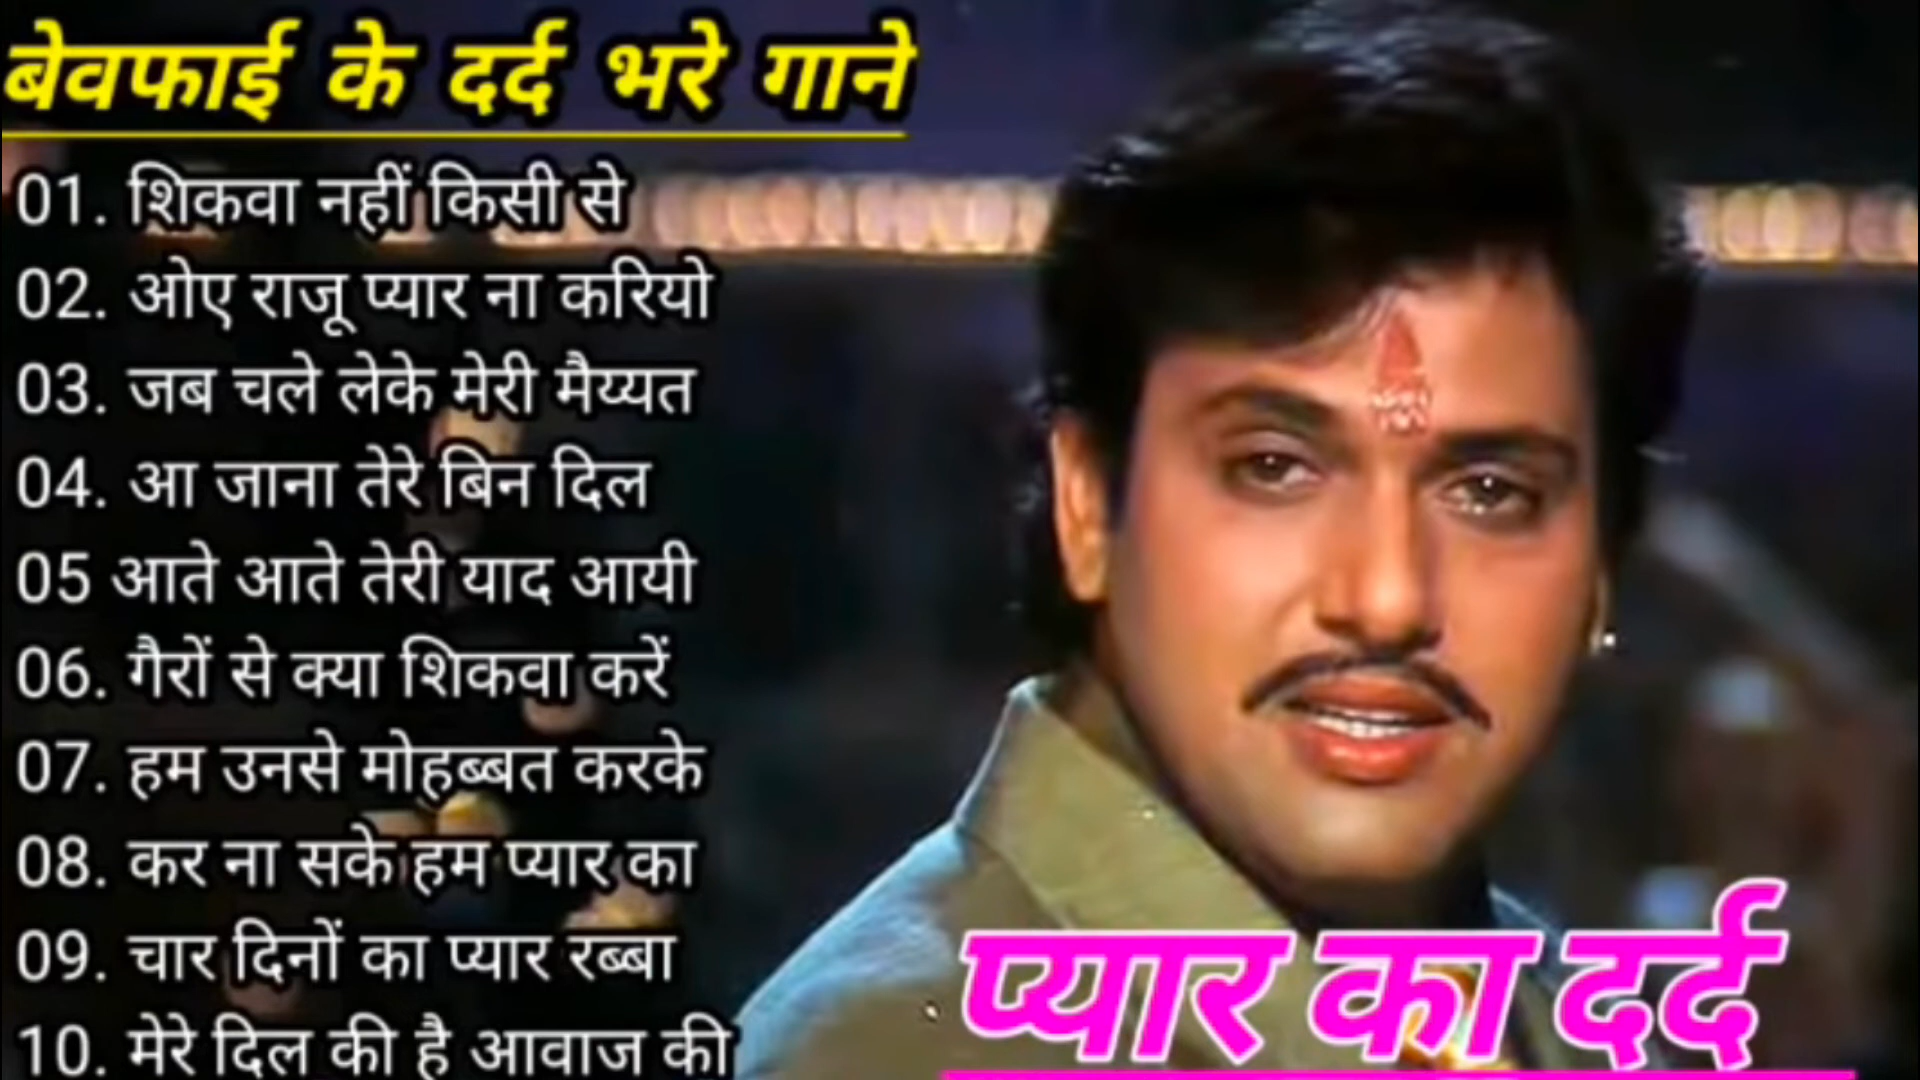 बेवफाई के दर्द भरे गाने
01. शिकवा नहीं किसी से
02. ओए राजू प्यार ना करियो
03. जब चले लेके मेरी मैय्यत
04. आ जाना तेरे बिन दिल
05 आते आते तेरी याद आयी
06. गैरों से क्या शिकवा करें
07. हम उनसे मोहब्बत करके
08. कर ना सके हम प्यार का
09. चार दिनों का प्यार रब्बा
10. मेरे दिल की है आवाज की
प्यार का दर्द